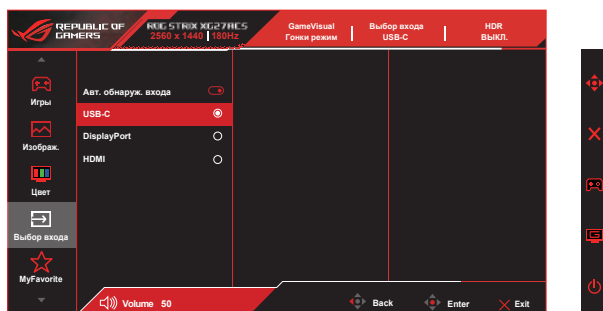 REPUBLIC OF
GAMERS
ROG STRIX XG27ACS
2560 x 1440 180Hz
GameVisual
Гонки режим
Выбор входа
USB-C
HDR
ВЫКЛ.
Игры
Изображ.
Цвет
Выбор входа
MyFavorite
Авт. обнаруж. входа
USB-C
DisplayPort
HDMI
Volume 50
Back
Enter
Exit